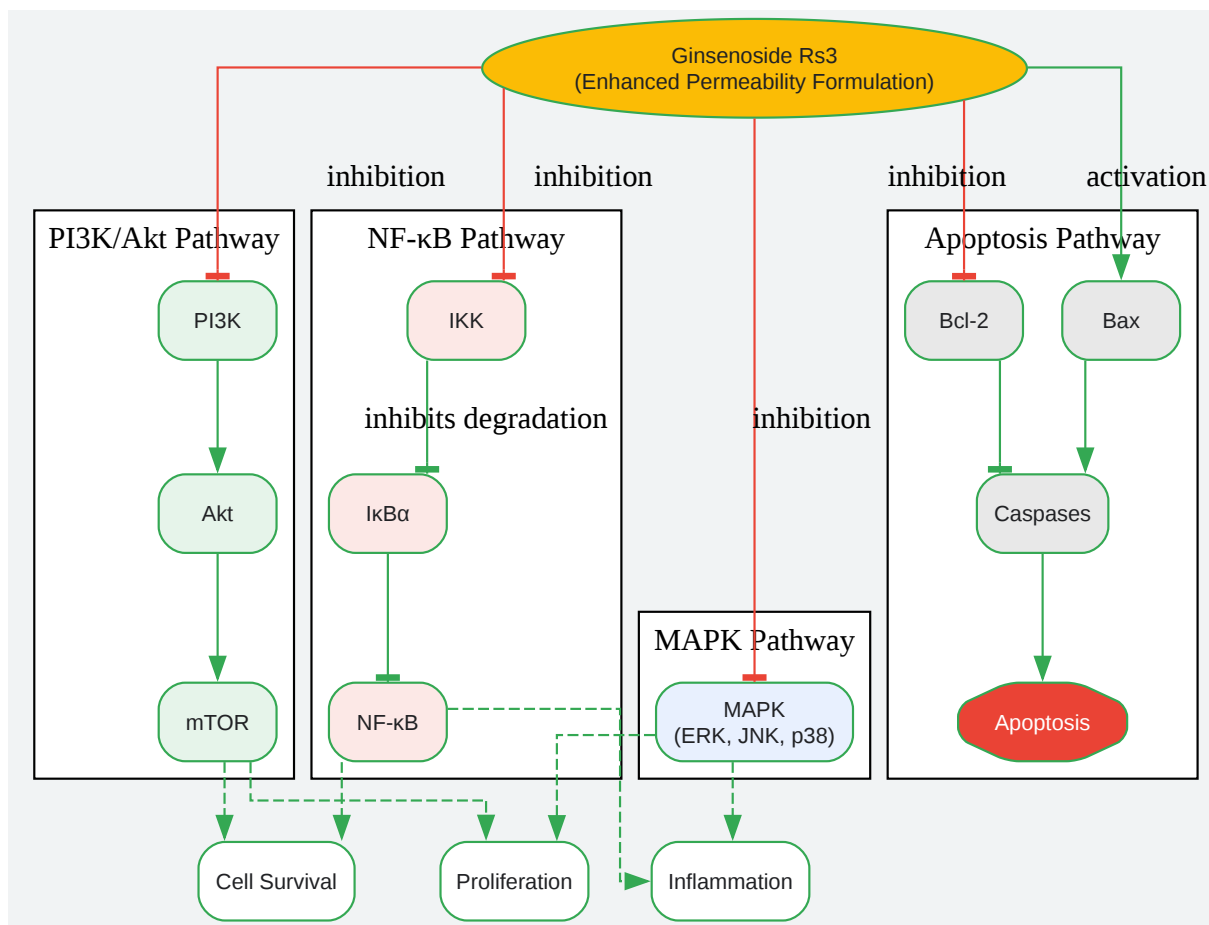 Ginsenoside Rs3
(Enhanced Permeability Formulation)
inhibition
inhibition
inhibition
activation
PI3K/Akt Pathway
NF-κB Pathway
Apoptosis Pathway
PI3K
IKK
Bcl-2
Bax
inhibits degradation
inhibition
Akt
IκBα
Caspases
MAPK Pathway
mTOR
NF-κB
MAPK
(ERK, JNK, p38)
Apoptosis
Cell Survival
Proliferation
Inflammation